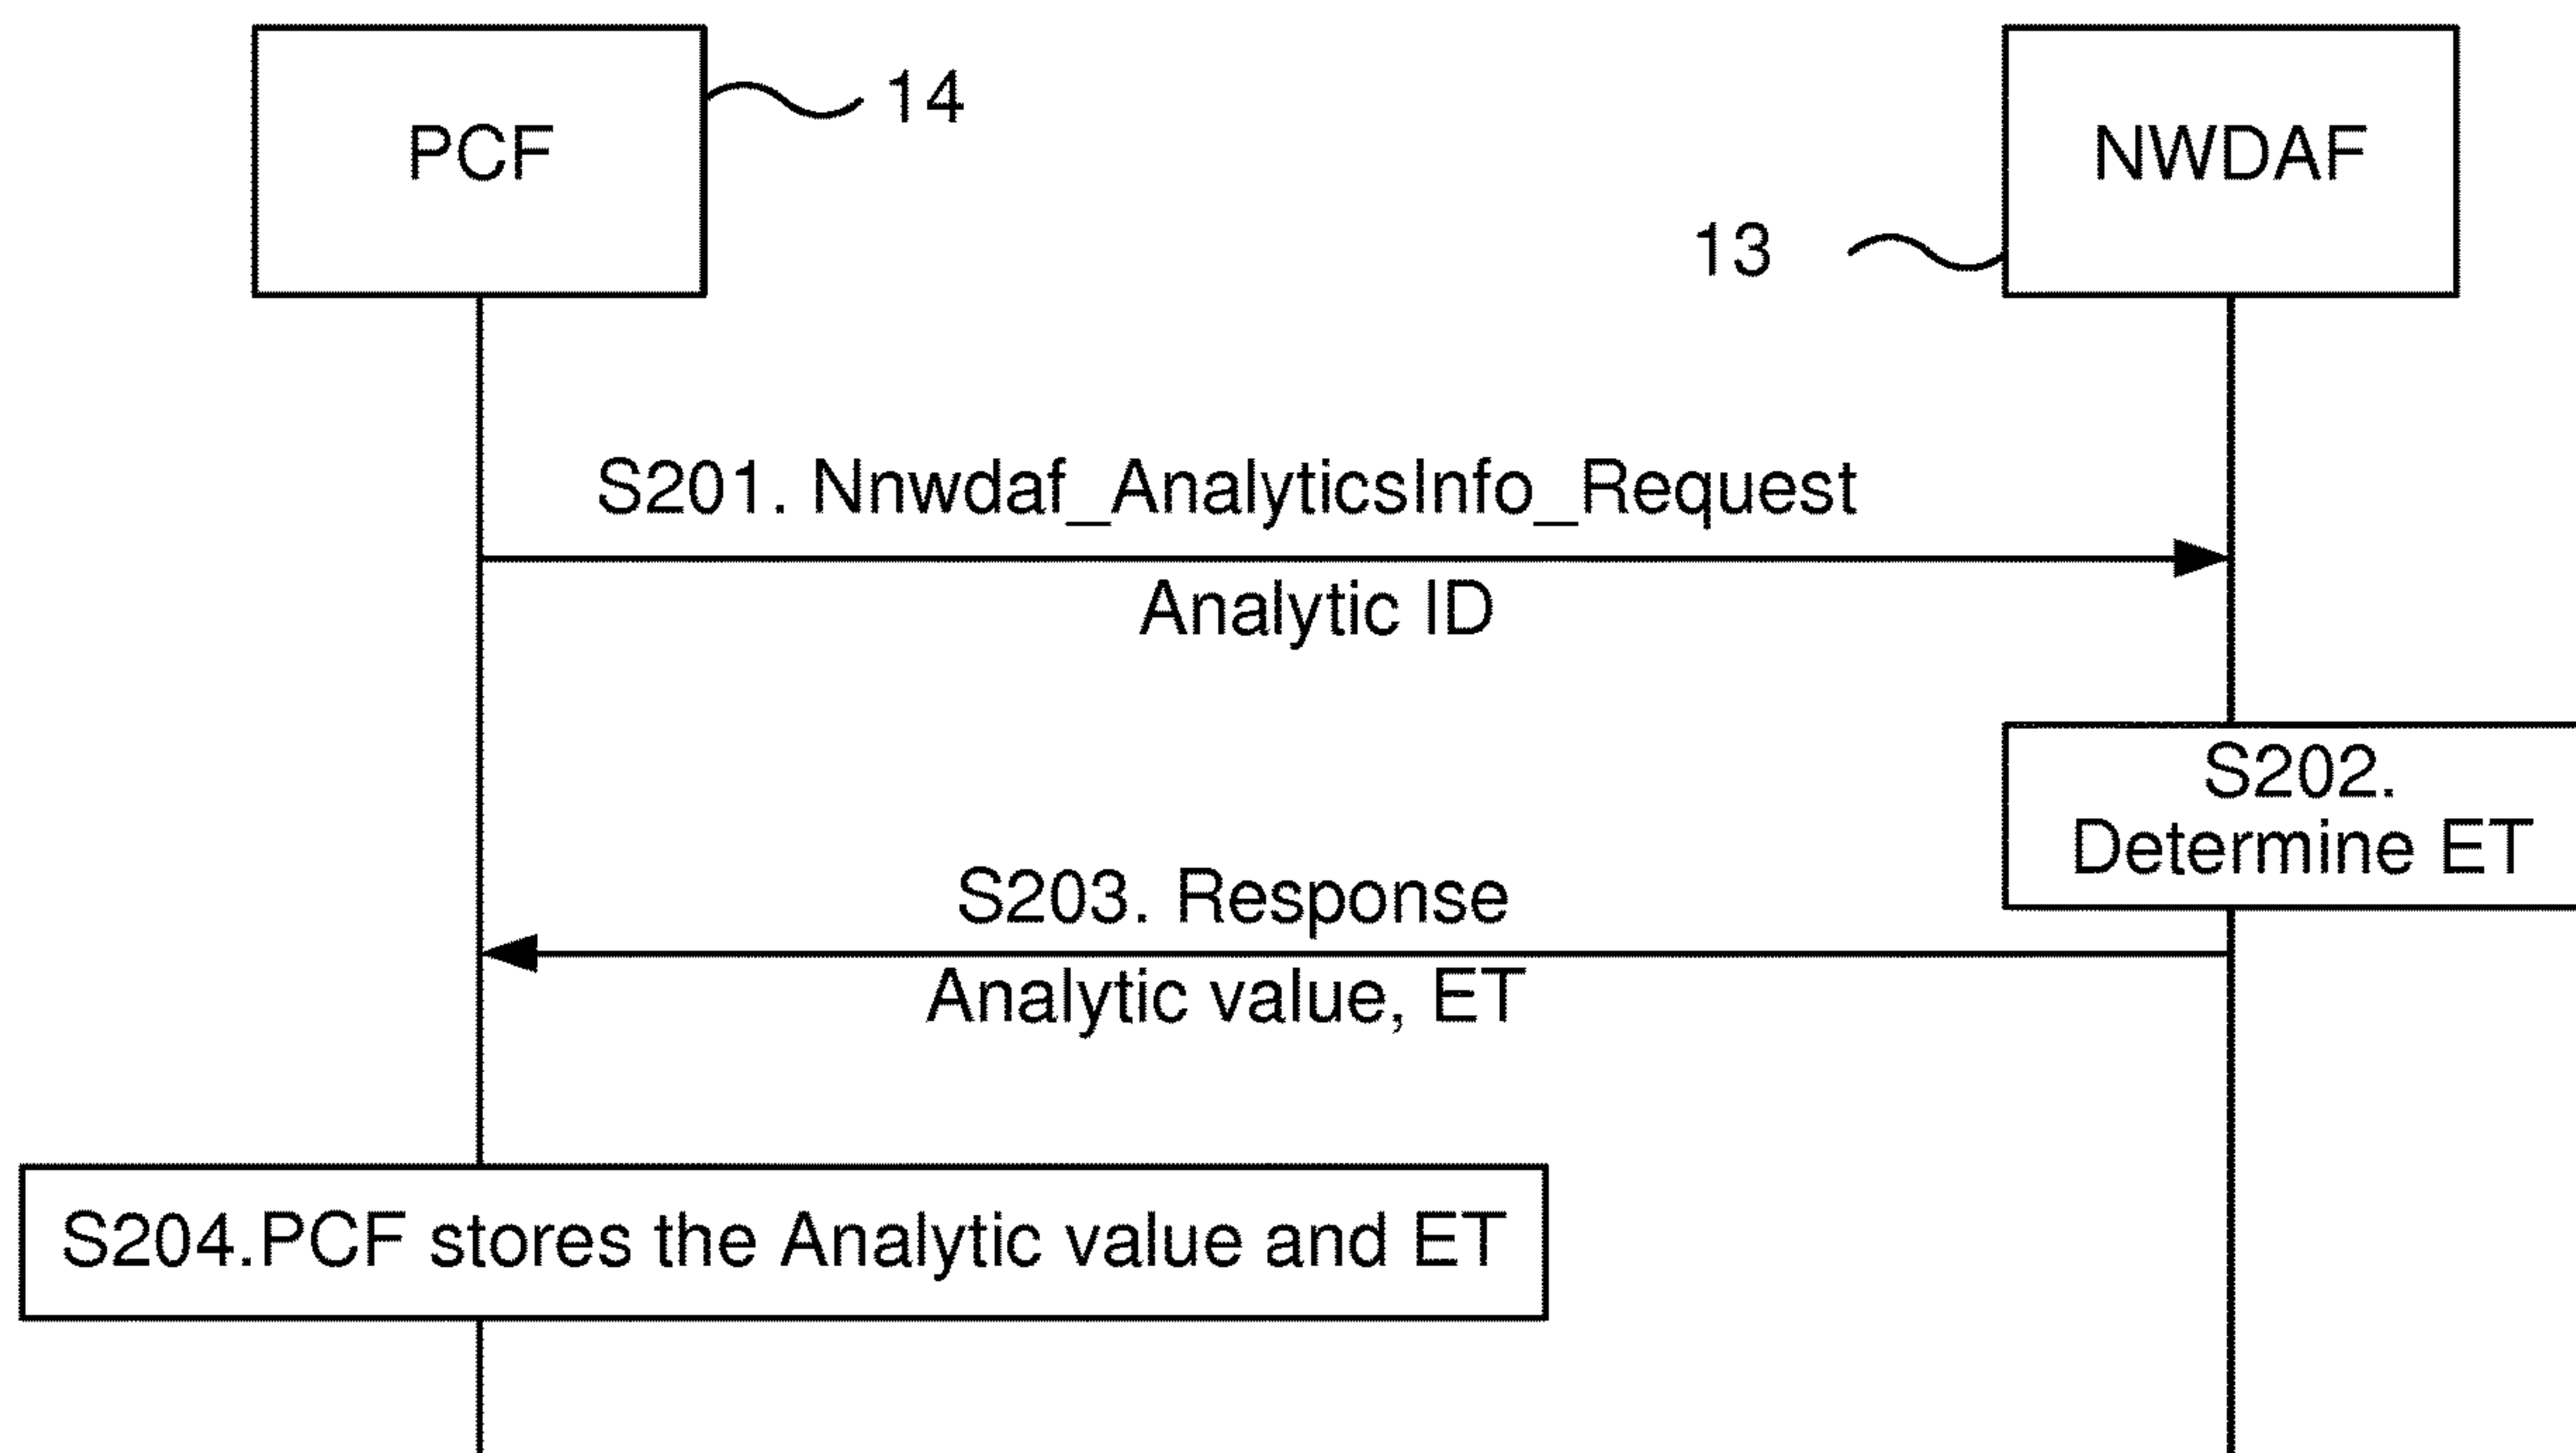 PCF
14
NWDAF
13
S201. Nnwdaf_AnalyticsInfo_Request
Analytic ID
S202.
Determine ET
S203. Response
Analytic value, ET
S204.PCF stores the Analytic value and ET